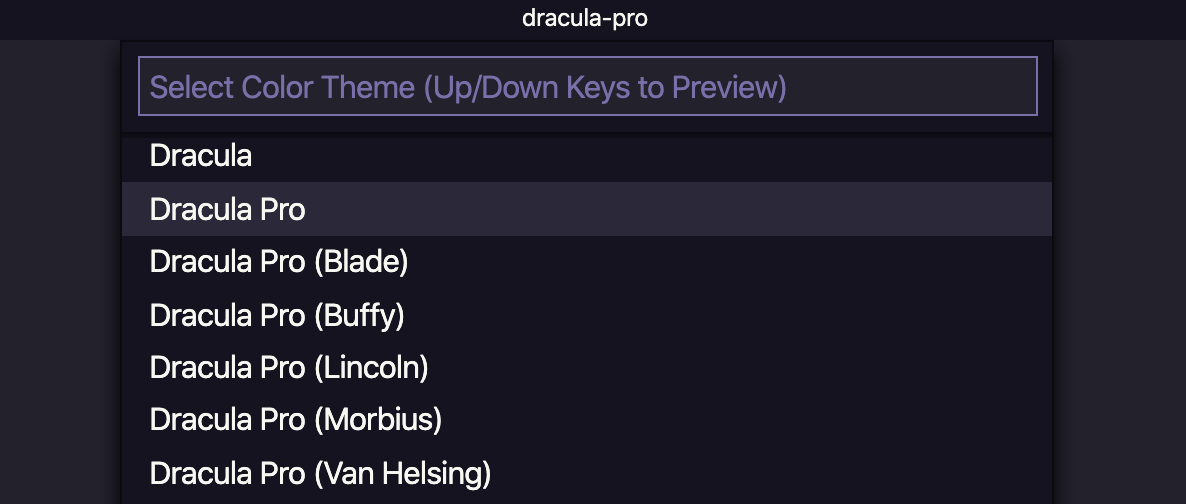 dracula-pro
Select Color Theme (Up/Down Keys to Preview)
Dracula
Dracula Pro
Dracula Pro (Blade)
Dracula Pro (Buffy)
Dracula Pro (Lincoln)
Dracula Pro (Morbius)
Dracula Pro (Van Helsing)